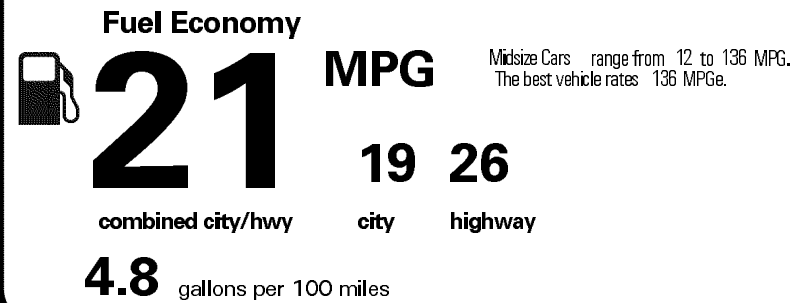 Fuel Economy
21 MPG
Midsize Cars range from 12 to 136 MPG.
The best vehicle rates 136 MPGe.
19 26
combined city/hwy city highway
4.8 gallons per 100 miles